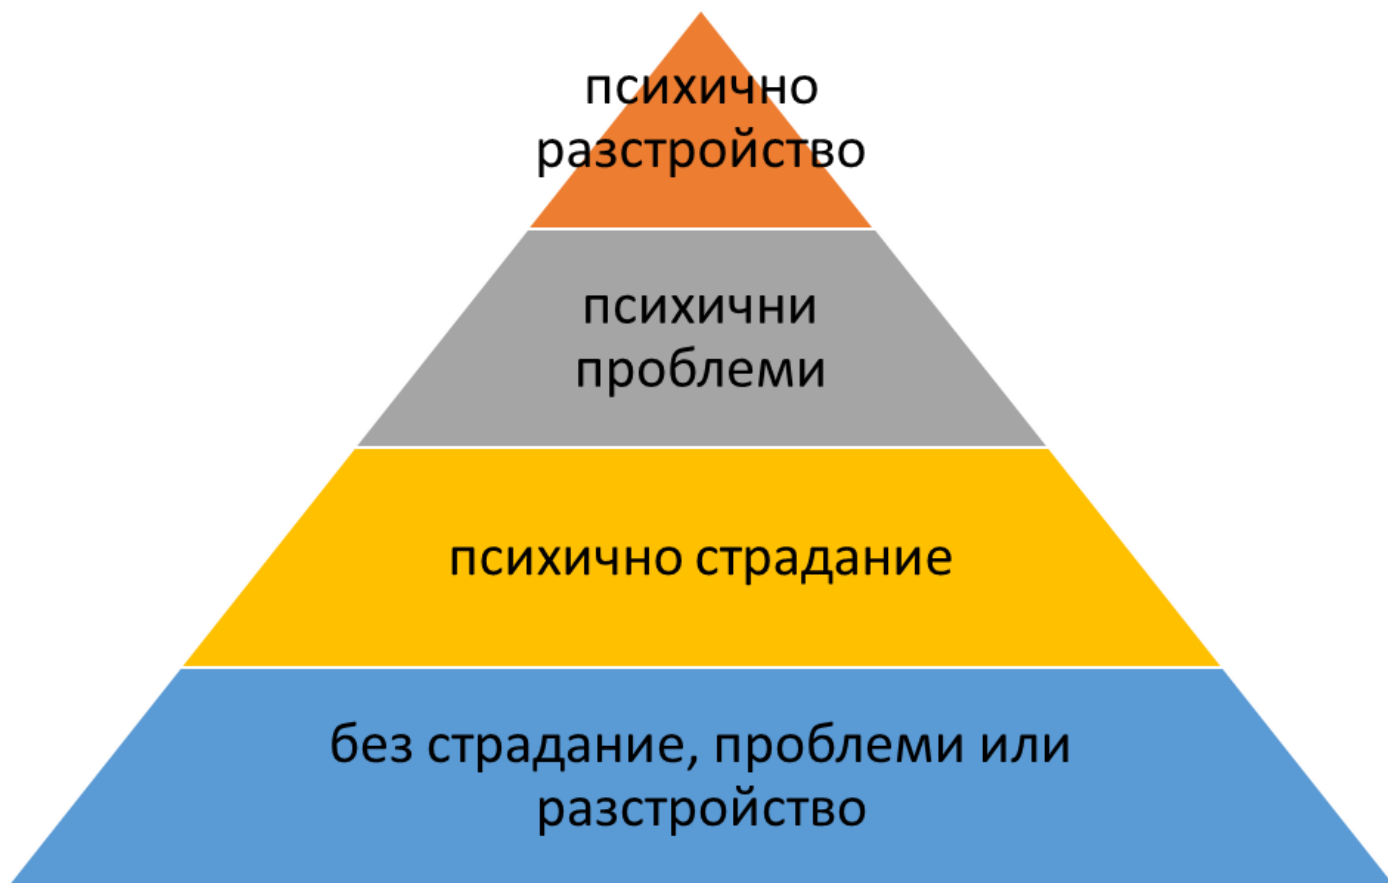 психично
разстройство
психични
проблеми
психично страдание
без страдание, проблеми или
разстройство